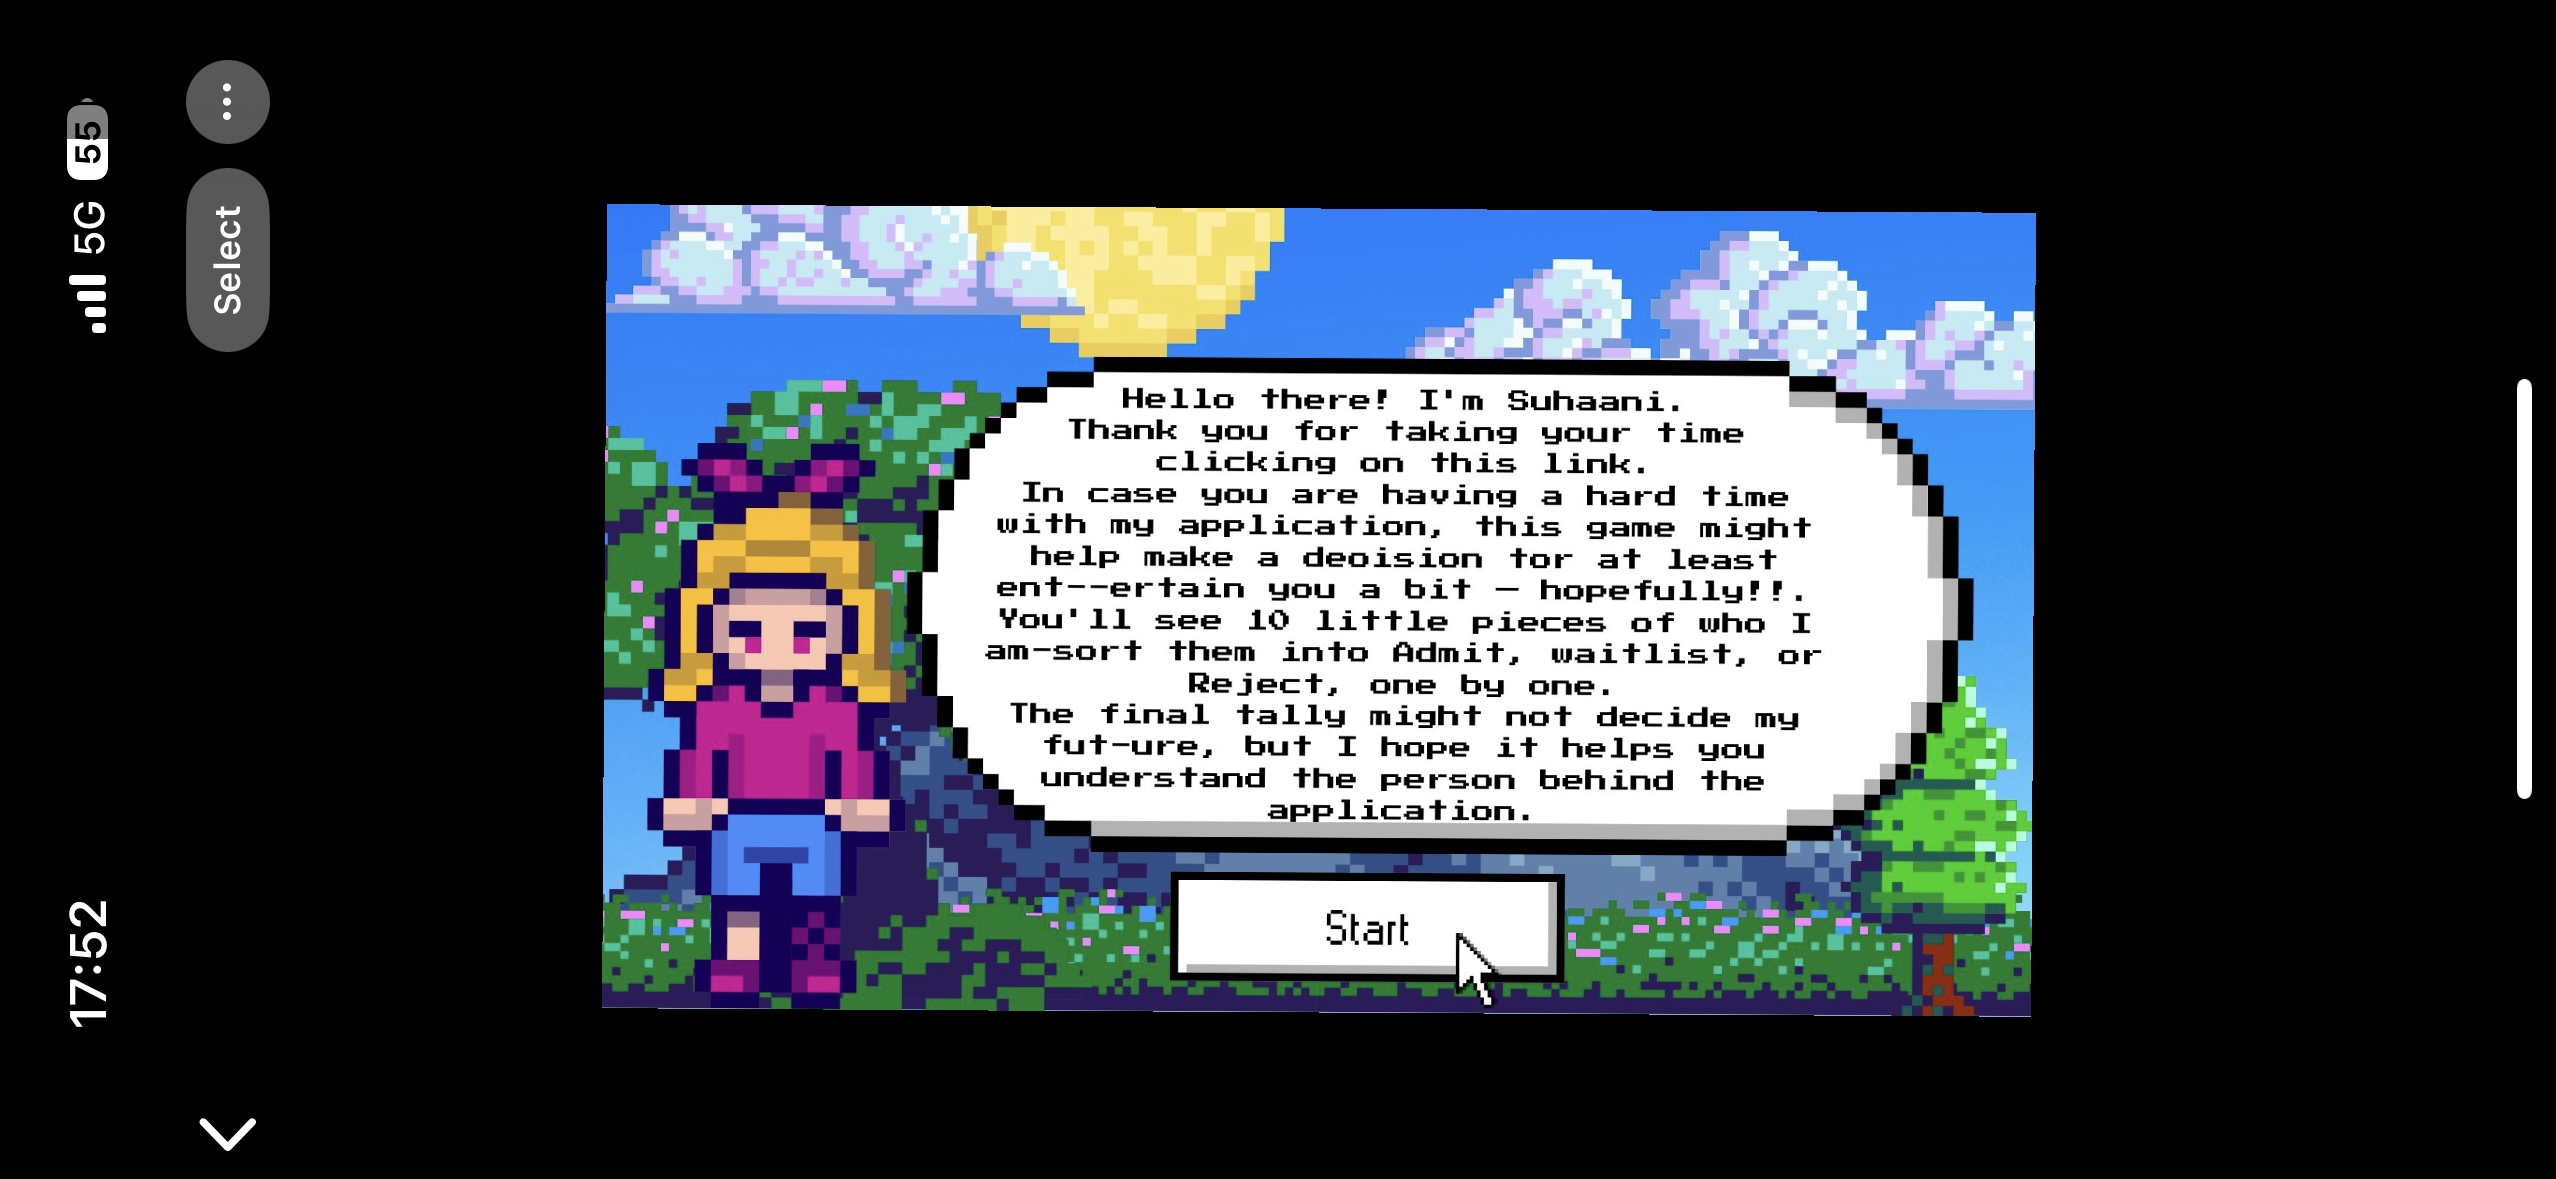 17:52
5G 55
Select
Hello there! I'm Suhaani.
Thank you for taking your time
clicking on this link.
In case you are having a hard time
with my application, this game might
help make a deoision tor at least
ent--ertain you a bit — hopefully!!.
You'll see 10 little pieces of who I
am-sort them into Admit, waitlist, or
Reject, one by one.
The final tally might not decide my
fut-ure, but I hope it helps you
understand the person behind the
application.
Start